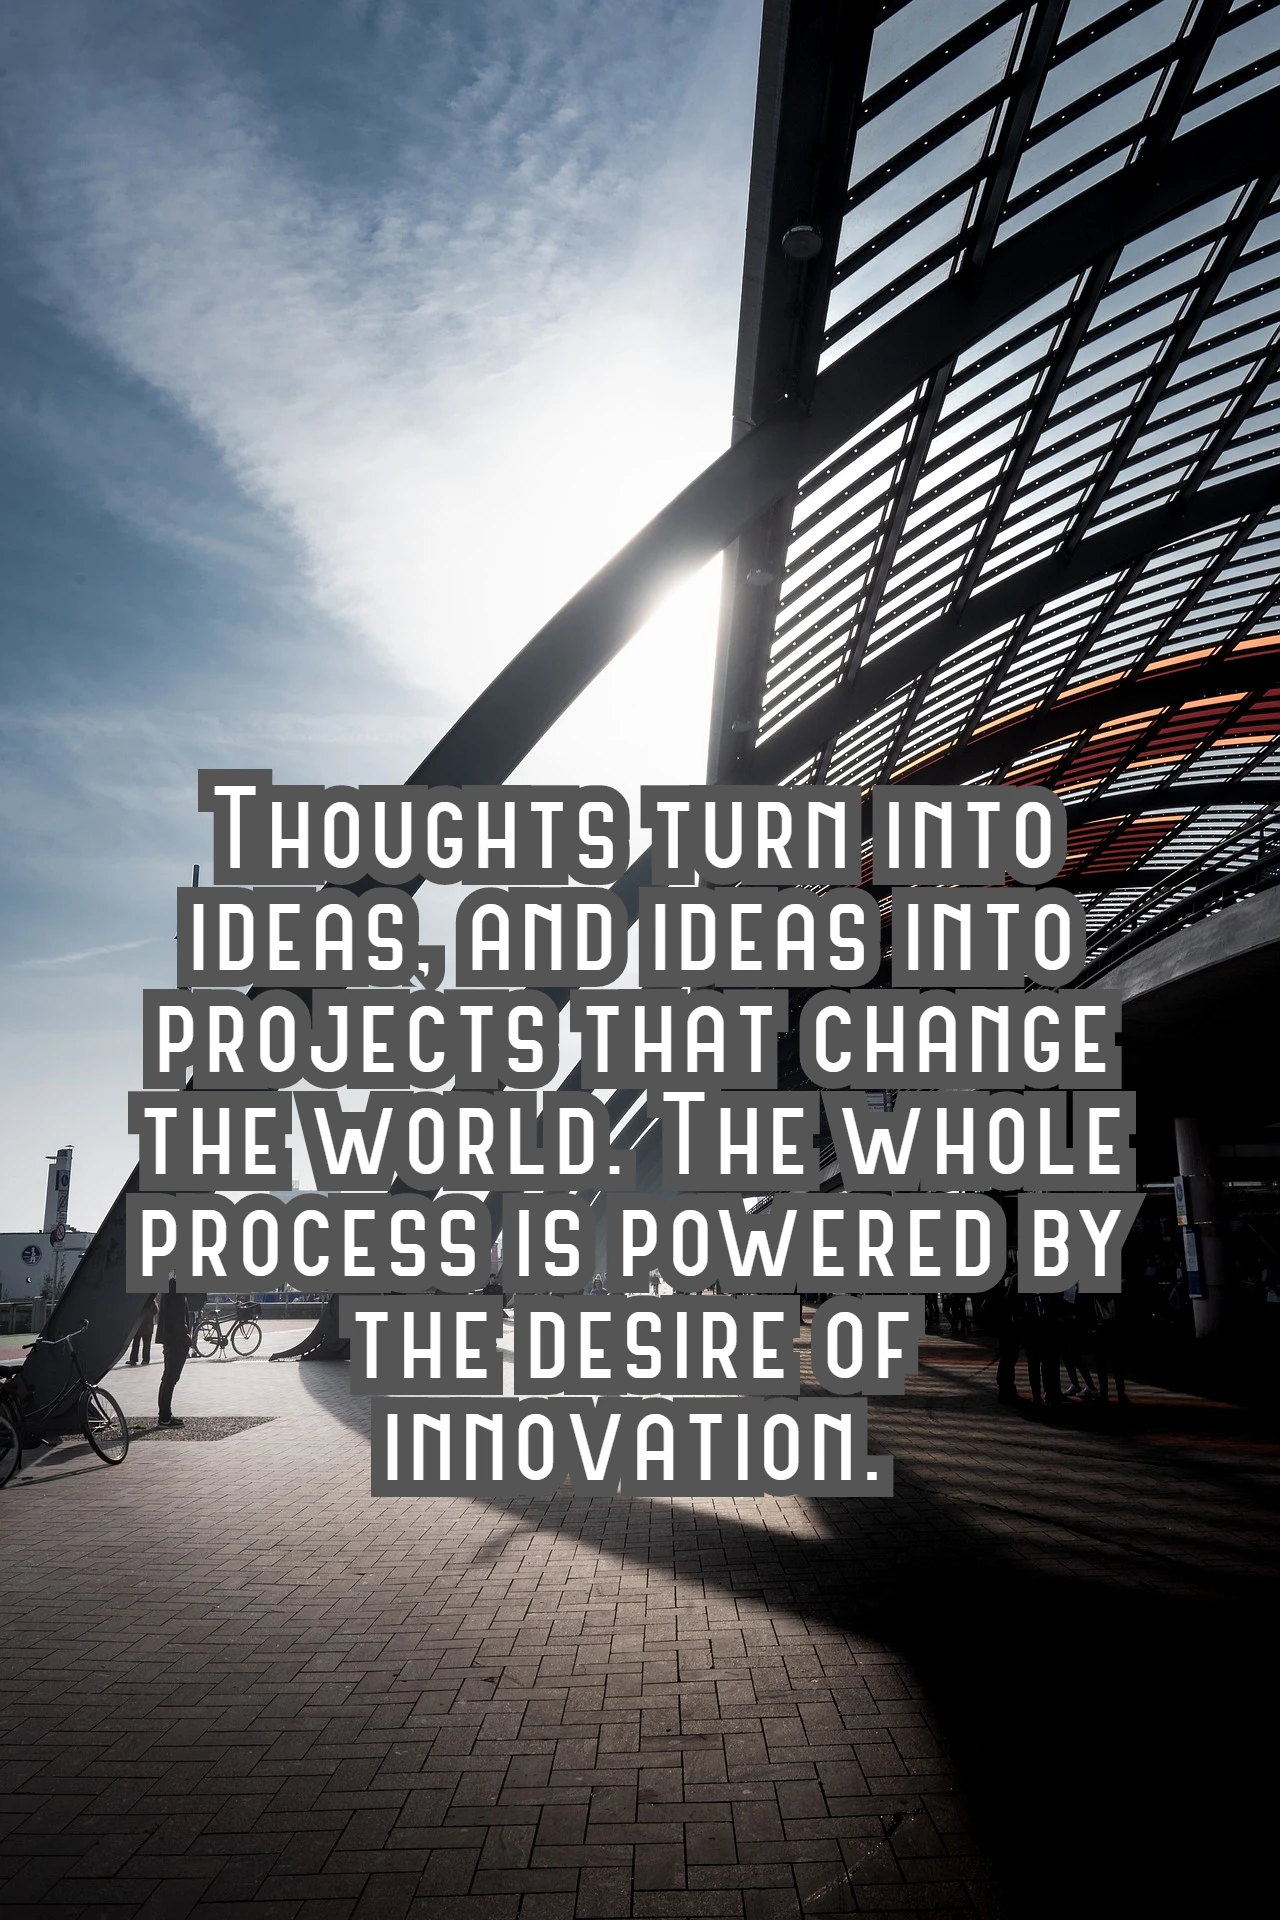 Thoughts turn into
ideas, and ideas into
projects that change
the world. The whole
process is powered by
the desire of
innovation.